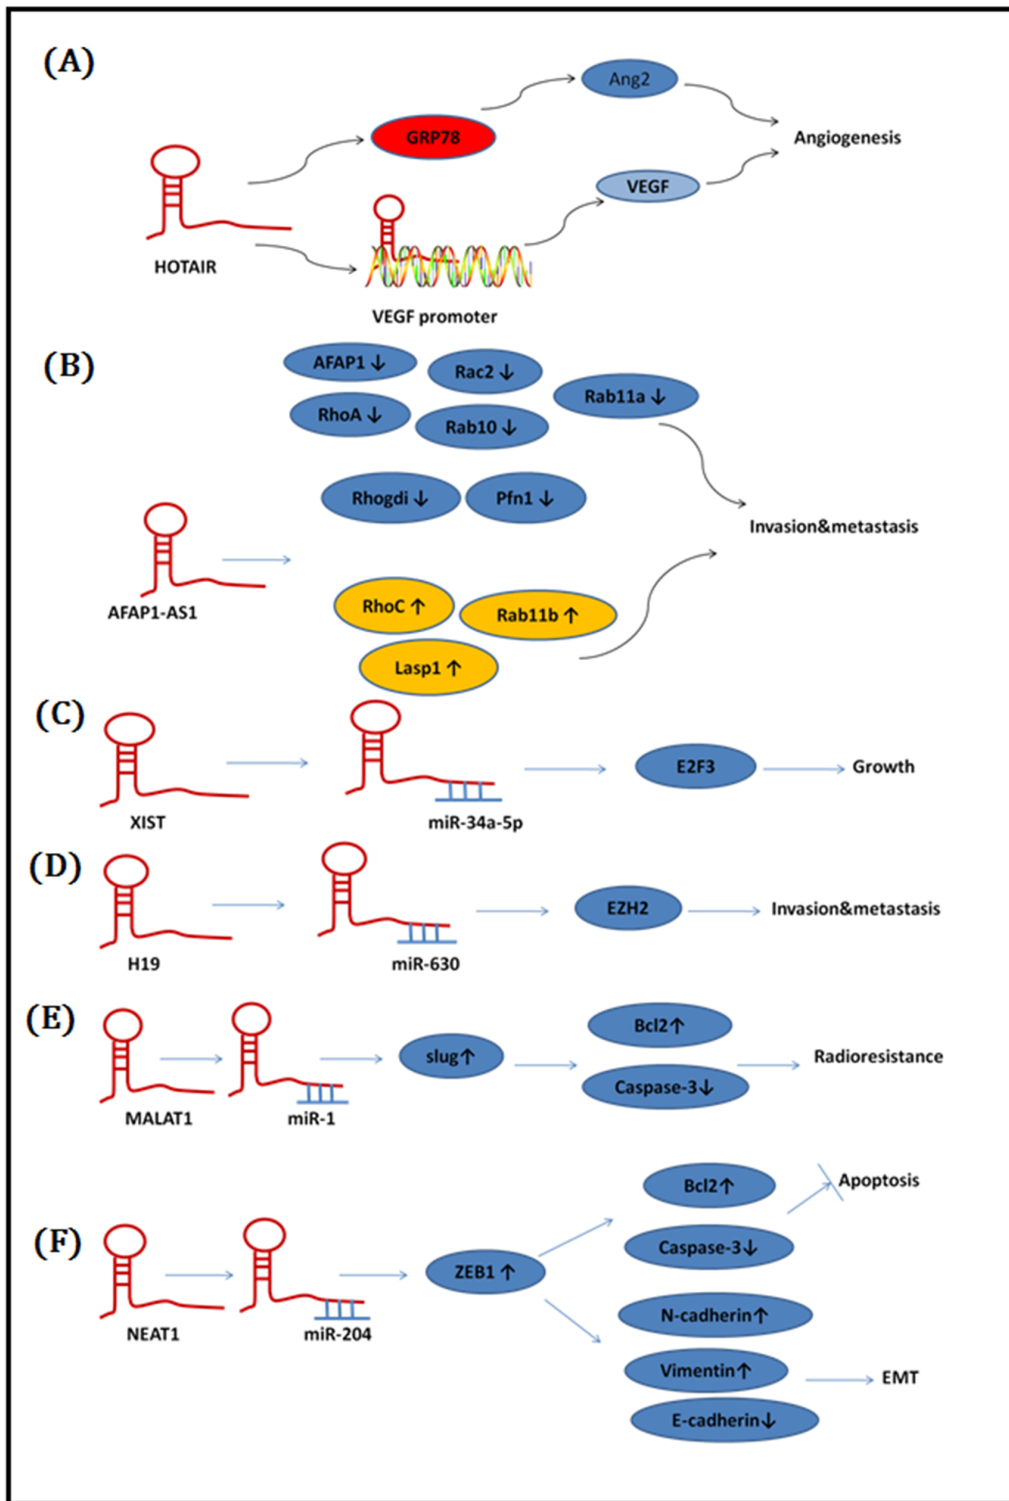 (A)
Ang2
GRP78
Angiogenesis
VEGF
HOTAIR
VEGF promoter
(B)
AFAP1 ↓
Rac2 ↓
Rab11a ↓
RhoA ↓
Rab10 ↓
Rhogdi ↓
Pfn1 ↓
Invasion&metastasis
AFAP1-AS1
RhoC ↑
Rab11b ↑
Lasp1 ↑
(C)
E2F3
Growth
XIST
miR-34a-5p
(D)
EZH2
Invasion&metastasis
H19
miR-630
(E)
Bcl2↑
slug↑
Radioresistance
Caspase-3↓
MALAT1
miR-1
(F)
Bcl2↑
Apoptosis
Caspase-3↓
ZEB1 ↑
N-cadherin↑
NEAT1
miR-204
Vimentin↑
EMT
E-cadherin↓